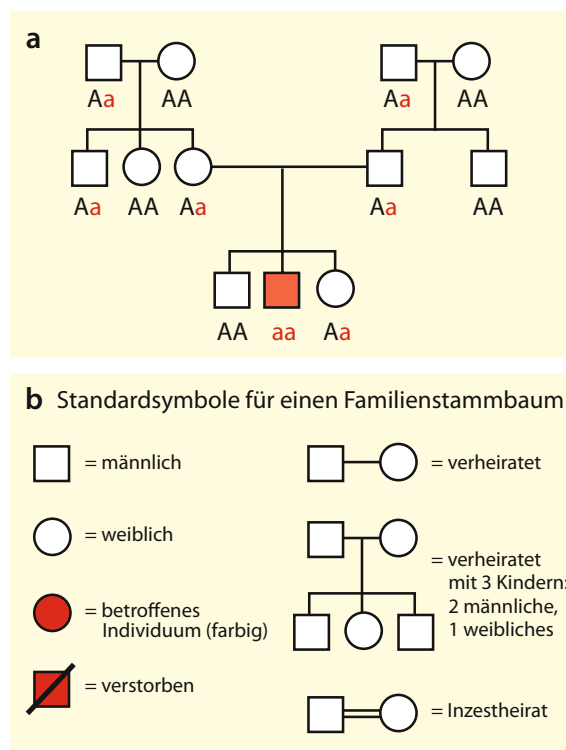 a
Aa AA Aa AA
Aa AA Aa Aa AA
AA aa Aa
b Standardsymbole für einen Familienstammbaum
= männlich
= verheiratet
= weiblich
= verheiratet
mit 3 Kindern:
2 männliche,
1 weibliches
= betroffenes
Individuum (farbig)
= verstorben
= Inzestheirat